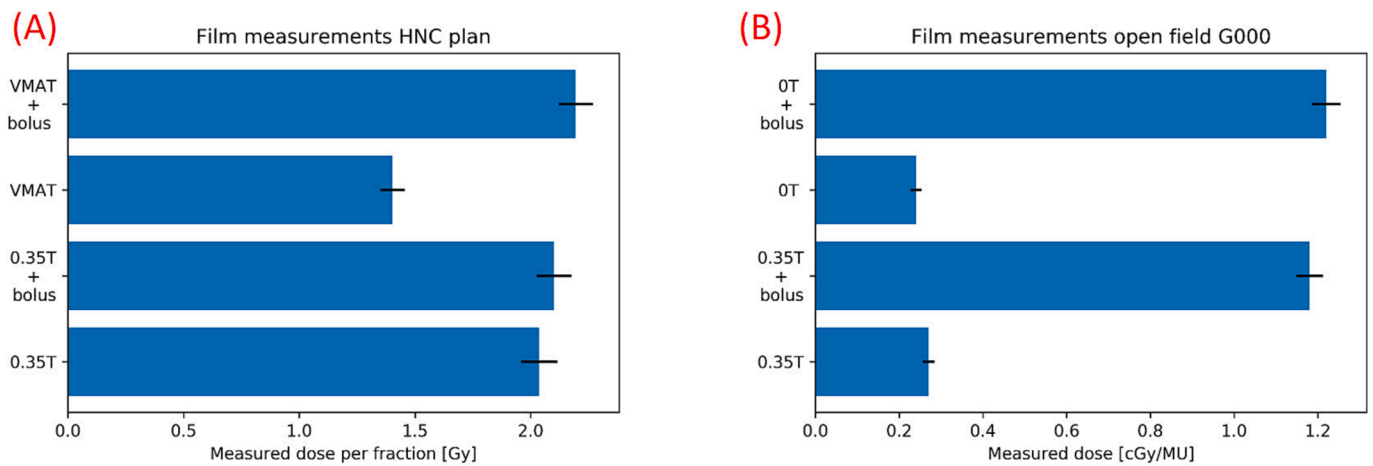 (A)
Film measurements HNC plan
VMAT
+
bolus
VMAT
0.35T
+
bolus
0.35T
0.0 0.5 1.0 1.5 2.0
Measured dose per fraction [Gy]
(B)
Film measurements open field G000
0T
+
bolus
0T
0.35T
+
bolus
0.35T
0.0 0.2 0.4 0.6 0.8 1.0 1.2
Measured dose [cGy/MU]